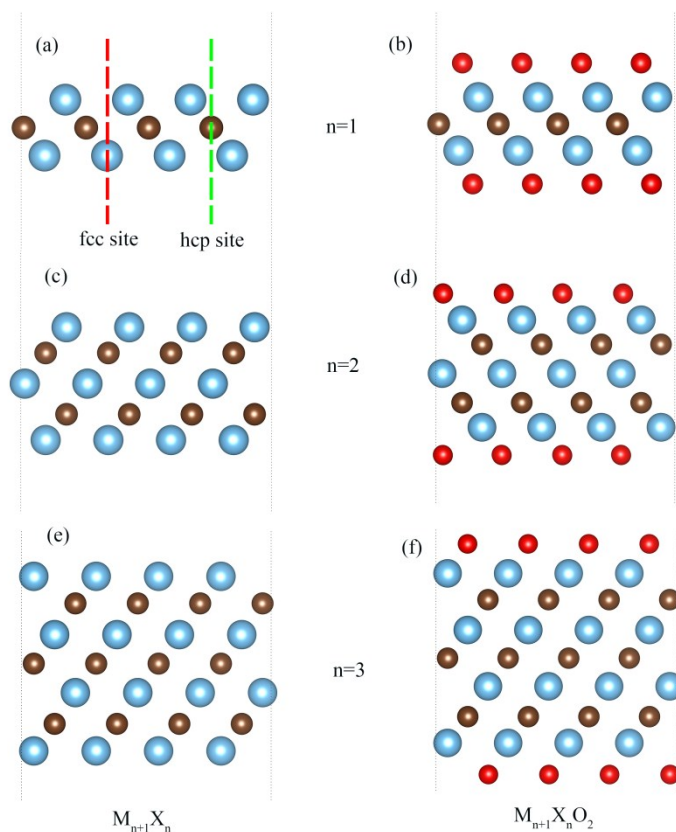 (a)
(b)
n=1
fcc site
hcp site
(c)
(d)
n=2
(e)
(f)
n=3
Mₙ₊₁Xₙ
Mₙ₊₁XₙO₂